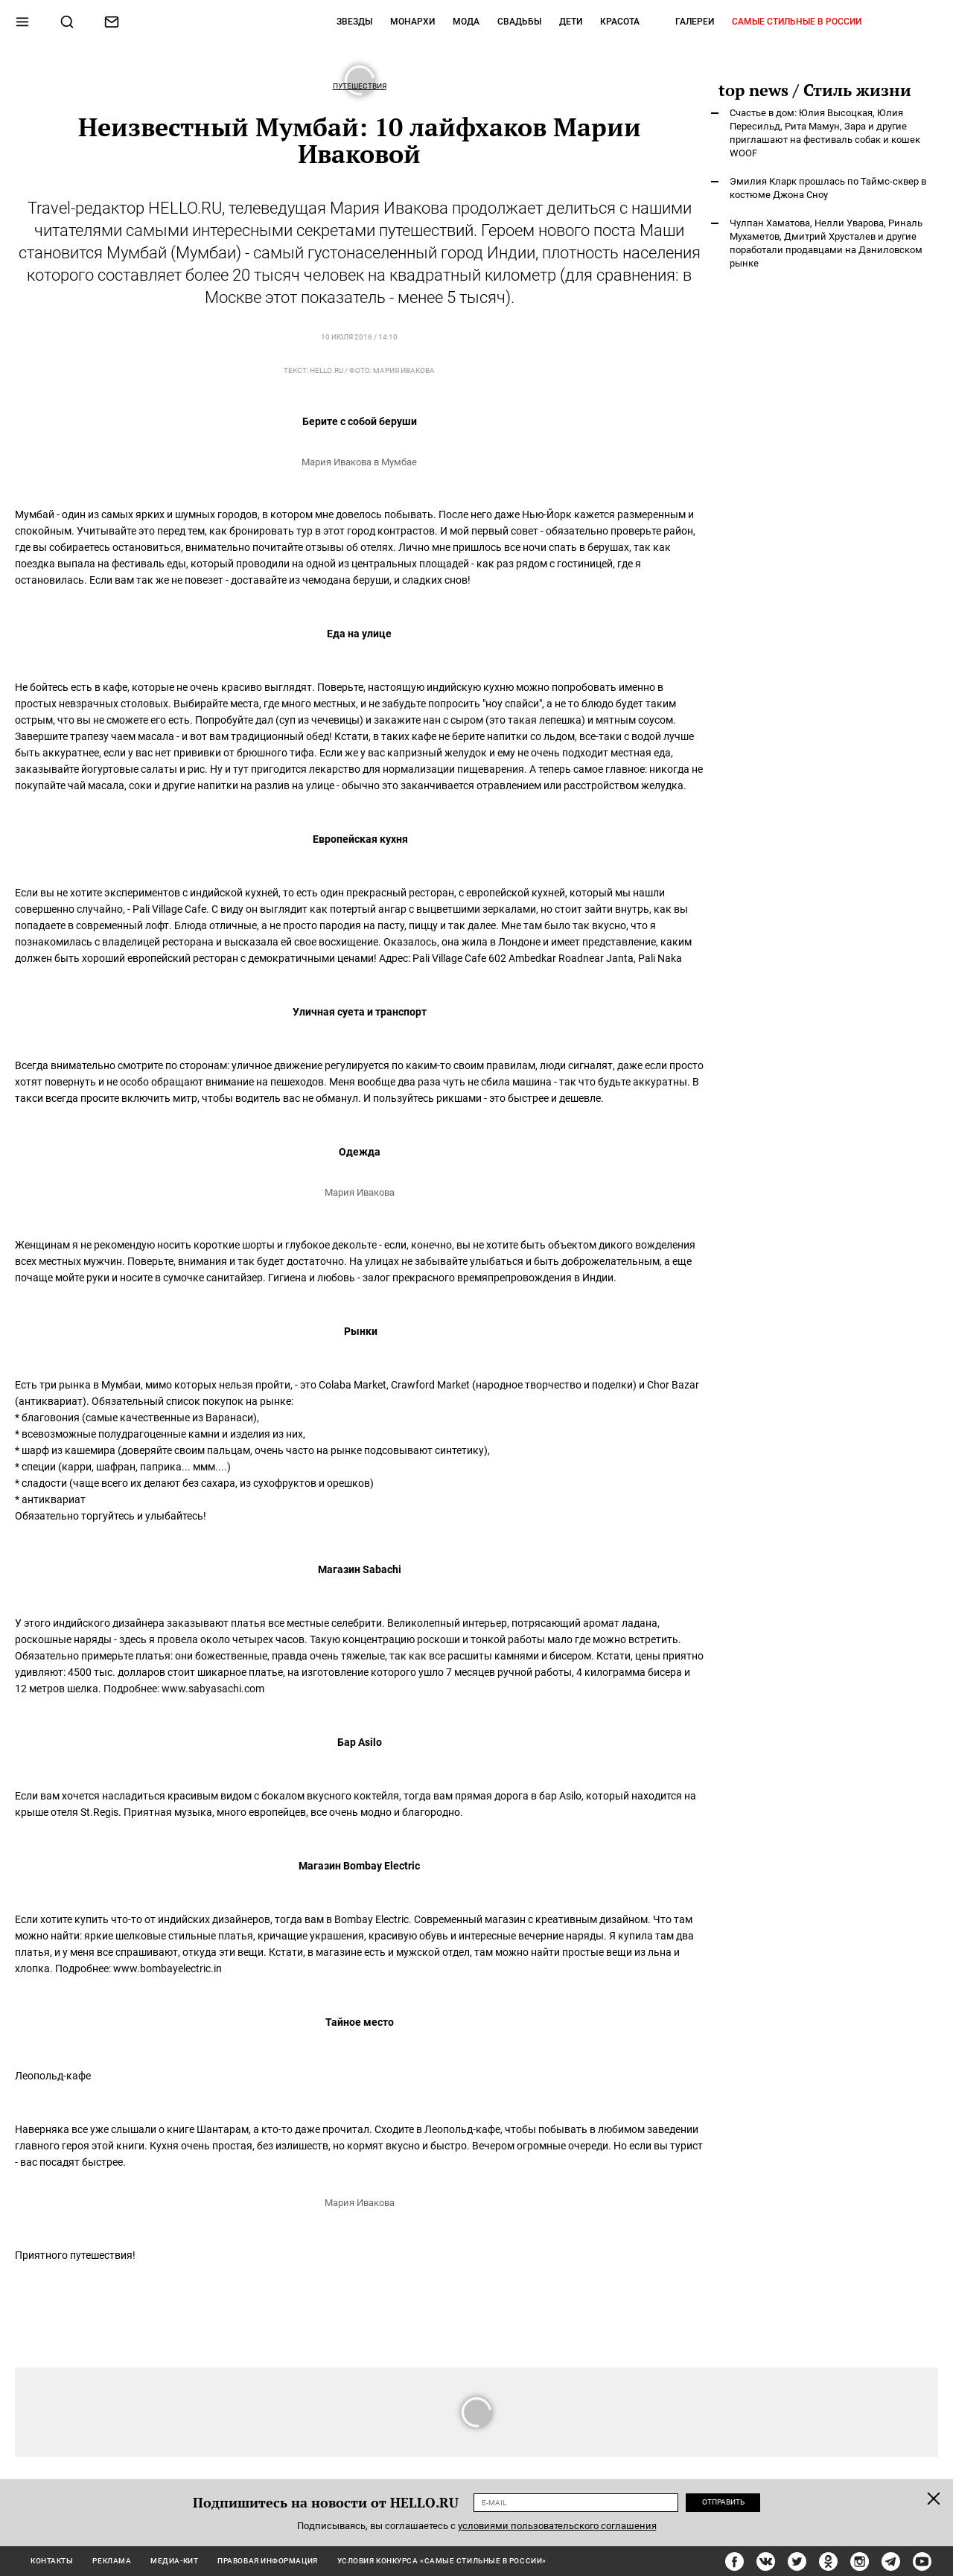 ЗВЕЗДЫ МОНАРХИ МОДА СВАДЬБЫ ДЕТИ КРАСОТА ГАЛЕРЕИ САМЫЕ СТИЛЬНЫЕ В РОССИИ
ПУТЕШЕСТВИЯ
Неизвестный Мумбай: 10 лайфхаков Марии
Иваковой
Travel-редактор HELLO.RU, телеведущая Мария Ивакова продолжает делиться с нашими
читателями самыми интересными секретами путешествий. Героем нового поста Маши
становится Мумбай (Мумбаи) - самый густонаселенный город Индии, плотность населения
которого составляет более 20 тысяч человек на квадратный километр (для сравнения: в
Москве этот показатель - менее 5 тысяч).
10 ИЮЛЯ 2016 / 14:10
ТЕКСТ: HELLO.RU / ФОТО: МАРИЯ ИВАКОВА
top news / Стиль жизни
Счастье в дом: Юлия Высоцкая, Юлия
Пересильд, Рита Мамун, Зара и другие
приглашают на фестиваль собак и кошек
WOOF
Эмилия Кларк прошлась по Таймс-сквер в
костюме Джона Сноу
Чулпан Хаматова, Нелли Уварова, Риналь
Мухаметов, Дмитрий Хрусталев и другие
поработали продавцами на Даниловском
рынке
Берите с собой беруши
Мария Ивакова в Мумбае
Мумбай - один из самых ярких и шумных городов, в котором мне довелось побывать. После него даже Нью-Йорк кажется размеренным и
спокойным. Учитывайте это перед тем, как бронировать тур в этот город контрастов. И мой первый совет - обязательно проверьте район,
где вы собираетесь остановиться, внимательно почитайте отзывы об отелях. Лично мне пришлось все ночи спать в берушах, так как
поездка выпала на фестиваль еды, который проводили на одной из центральных площадей - как раз рядом с гостиницей, где я
остановилась. Если вам так же не повезет - доставайте из чемодана беруши, и сладких снов!
Еда на улице
Не бойтесь есть в кафе, которые не очень красиво выглядят. Поверьте, настоящую индийскую кухню можно попробовать именно в
простых невзрачных столовых. Выбирайте места, где много местных, и не забудьте попросить "ноу спайси", а не то блюдо будет таким
острым, что вы не сможете его есть. Попробуйте дал (суп из чечевицы) и закажите нан с сыром (это такая лепешка) и мятным соусом.
Завершите трапезу чаем масала - и вот вам традиционный обед! Кстати, в таких кафе не берите напитки со льдом, все-таки с водой лучше
быть аккуратнее, если у вас нет прививки от брюшного тифа. Если же у вас капризный желудок и ему не очень подходит местная еда,
заказывайте йогуртовые салаты и рис. Ну и тут пригодится лекарство для нормализации пищеварения. А теперь самое главное: никогда не
покупайте чай масала, соки и другие напитки на разлив на улице - обычно это заканчивается отравлением или расстройством желудка.
Европейская кухня
Если вы не хотите экспериментов с индийской кухней, то есть один прекрасный ресторан, с европейской кухней, который мы нашли
совершенно случайно, - Pali Village Cafe. С виду он выглядит как потертый ангар с выцветшими зеркалами, но стоит зайти внутрь, как вы
попадаете в современный лофт. Блюда отличные, а не просто пародия на пасту, пиццу и так далее. Мне там было так вкусно, что я
познакомилась с владелицей ресторана и высказала ей свое восхищение. Оказалось, она жила в Лондоне и имеет представление, каким
должен быть хороший европейский ресторан с демократичными ценами! Адрес: Pali Village Cafe 602 Ambedkar Roadnear Janta, Pali Naka
Уличная суета и транспорт
Всегда внимательно смотрите по сторонам: уличное движение регулируется по каким-то своим правилам, люди сигналят, даже если просто
хотят повернуть и не особо обращают внимание на пешеходов. Меня вообще два раза чуть не сбила машина - так что будьте аккуратны. В
такси всегда просите включить митр, чтобы водитель вас не обманул. И пользуйтесь рикшами - это быстрее и дешевле.
Одежда
Мария Ивакова
Женщинам я не рекомендую носить короткие шорты и глубокое декольте - если, конечно, вы не хотите быть объектом дикого вожделения
всех местных мужчин. Поверьте, внимания и так будет достаточно. На улицах не забывайте улыбаться и быть доброжелательным, а еще
почаще мойте руки и носите в сумочке санитайзер. Гигиена и любовь - залог прекрасного времяпрепровождения в Индии.
Рынки
Есть три рынка в Мумбаи, мимо которых нельзя пройти, - это Colaba Market, Crawford Market (народное творчество и поделки) и Chor Bazar
(антиквариат). Обязательный список покупок на рынке:
* благовония (самые качественные из Варанаси),
* всевозможные полудрагоценные камни и изделия из них,
* шарф из кашемира (доверяйте своим пальцам, очень часто на рынке подсовывают синтетику),
* специи (карри, шафран, паприка... ммм....)
* сладости (чаще всего их делают без сахара, из сухофруктов и орешков)
* антиквариат
Обязательно торгуйтесь и улыбайтесь!
Магазин Sabachi
У этого индийского дизайнера заказывают платья все местные селебрити. Великолепный интерьер, потрясающий аромат ладана,
роскошные наряды - здесь я провела около четырех часов. Такую концентрацию роскоши и тонкой работы мало где можно встретить.
Обязательно примерьте платья: они божественные, правда очень тяжелые, так как все расшиты камнями и бисером. Кстати, цены приятно
удивляют: 4500 тыс. долларов стоит шикарное платье, на изготовление которого ушло 7 месяцев ручной работы, 4 килограмма бисера и
12 метров шелка. Подробнее: www.sabyasachi.com
Бар Asilo
Если вам хочется насладиться красивым видом с бокалом вкусного коктейля, тогда вам прямая дорога в бар Asilo, который находится на
крыше отеля St.Regis. Приятная музыка, много европейцев, все очень модно и благородно.
Магазин Bombay Electric
Если хотите купить что-то от индийских дизайнеров, тогда вам в Bombay Electric. Современный магазин с креативным дизайном. Что там
можно найти: яркие шелковые стильные платья, кричащие украшения, красивую обувь и интересные вечерние наряды. Я купила там два
платья, и у меня все спрашивают, откуда эти вещи. Кстати, в магазине есть и мужской отдел, там можно найти простые вещи из льна и
хлопка. Подробнее: www.bombayelectric.in
Тайное место
Леопольд-кафе
Наверняка все уже слышали о книге Шантарам, а кто-то даже прочитал. Сходите в Леопольд-кафе, чтобы побывать в любимом заведении
главного героя этой книги. Кухня очень простая, без излишеств, но кормят вкусно и быстро. Вечером огромные очереди. Но если вы турист
- вас посадят быстрее.
Мария Ивакова
Приятного путешествия!
Подпишитесь на новости от HELLO.RU E-MAIL ОТПРАВИТЬ
Подписываясь, вы соглашаетесь с условиями пользовательского соглашения
КОНТАКТЫ РЕКЛАМА МЕДИА-КИТ ПРАВОВАЯ ИНФОРМАЦИЯ УСЛОВИЯ КОНКУРСА «САМЫЕ СТИЛЬНЫЕ В РОССИИ»